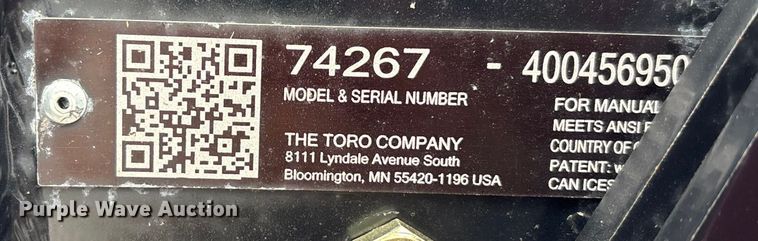 74267 - 400456950
MODEL & SERIAL NUMBER
THE TORO COMPANY
8111 Lyndale Avenue South
Bloomington, MN 55420-1196 USA
FOR MANUAL
MEETS ANSI
COUNTRY OF
PATENT:
CAN ICES
Purple Wave Auction